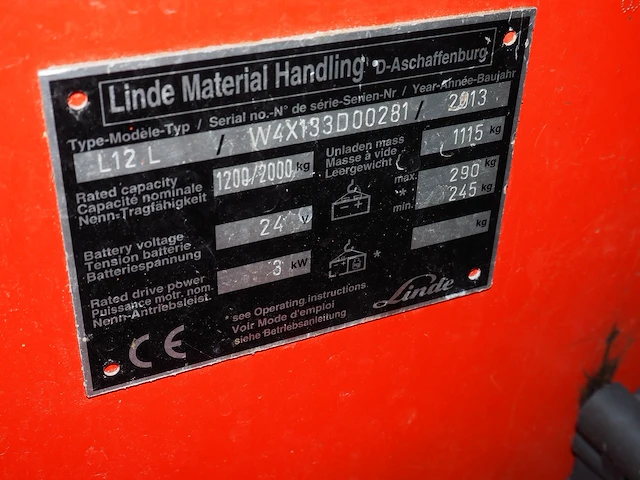 Linde Material Handling D-Aschaffenburg
Type-Modèle-Typ / Serial no.-N° de série-Serien-Nr / Year-Année-Baujahr
L12 L / W4X133D00281 / 2013
Rated capacity
Capacité nominale
Nenn-Tragfähigkeit
1200/2000 kg
Unladen mass
Masse à vide
Leergewicht
1115 kg
max. 290 kg
* min. 245 kg
kg
Battery voltage
Tension batterie
Batteriespannung
24 V
Rated drive power
Puissance motr. nom.
Nenn-Antriebsleist.
3 kW
*
* see Operating instructions
Voir Mode d'emploi
siehe Betriebsanleitung
Linde
CE